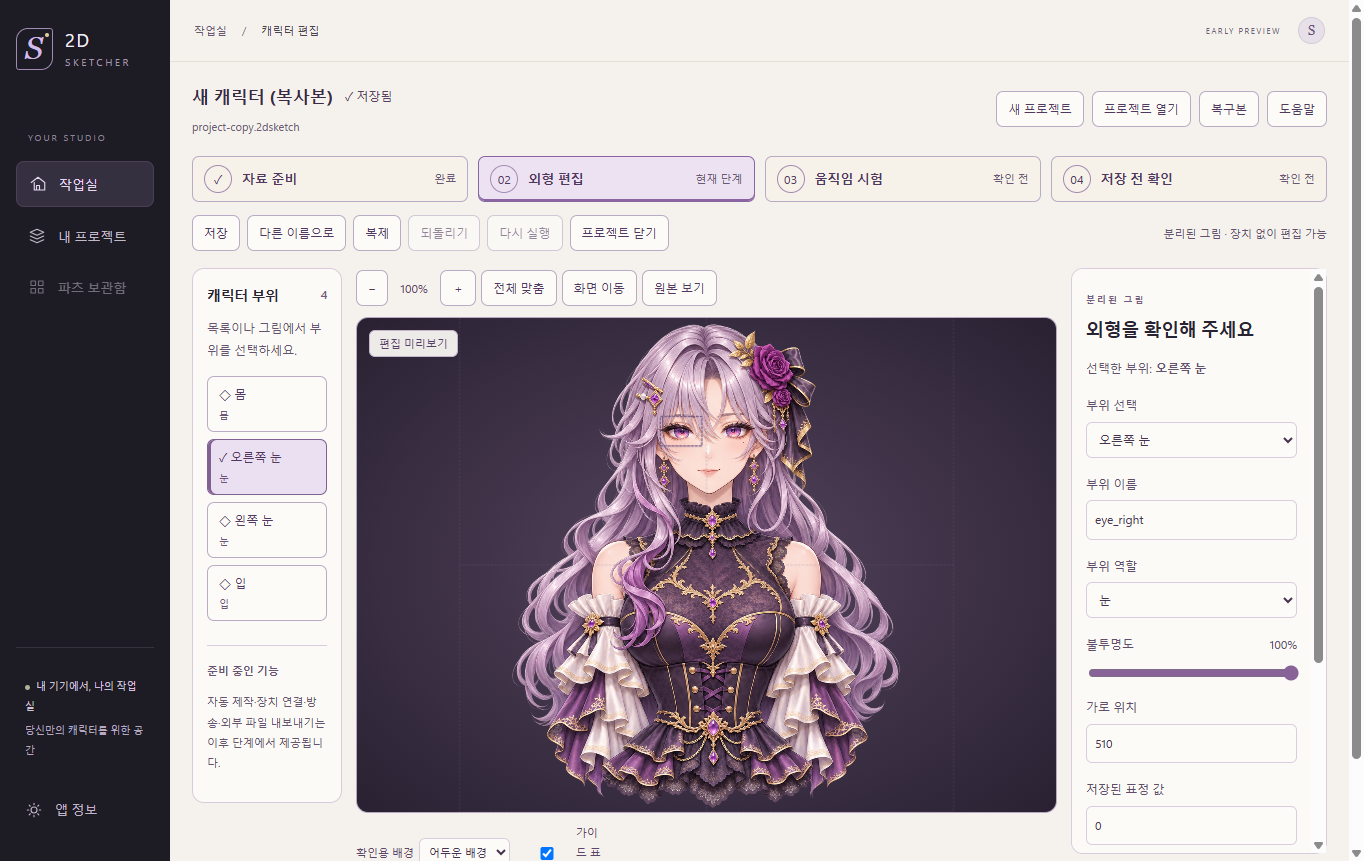 S
2D
SKETCHER
YOUR STUDIO
작업실
내 프로젝트
파츠 보관함
내 기기에서, 나의 작업
실
당신만의 캐릭터를 위한 공
간
앱 정보
작업실 / 캐릭터 편집
EARLY PREVIEW
S
새 캐릭터 (복사본) ✓ 저장됨
project-copy.2dsketch
새 프로젝트
프로젝트 열기
복구본
도움말
✓ 자료 준비 완료
02 외형 편집 현재 단계
03 움직임 시험 확인 전
04 저장 전 확인 확인 전
저장
다른 이름으로
복제
되돌리기
다시 실행
프로젝트 닫기
분리된 그림 · 장치 없이 편집 가능
캐릭터 부위 4
목록이나 그림에서 부
위를 선택하세요.
◇ 몸
몸
✓ 오른쪽 눈
눈
◇ 왼쪽 눈
눈
◇ 입
입
준비 중인 기능
자동 제작·장치 연결·방
송·외부 파일 내보내기는
이후 단계에서 제공됩니
다.
− 100% +
전체 맞춤
화면 이동
원본 보기
편집 미리보기
확인용 배경 어두운 배경
가이
드 표
분리된 그림
외형을 확인해 주세요
선택한 부위: 오른쪽 눈
부위 선택
오른쪽 눈
부위 이름
eye_right
부위 역할
눈
불투명도 100%
가로 위치
510
저장된 표정 값
0